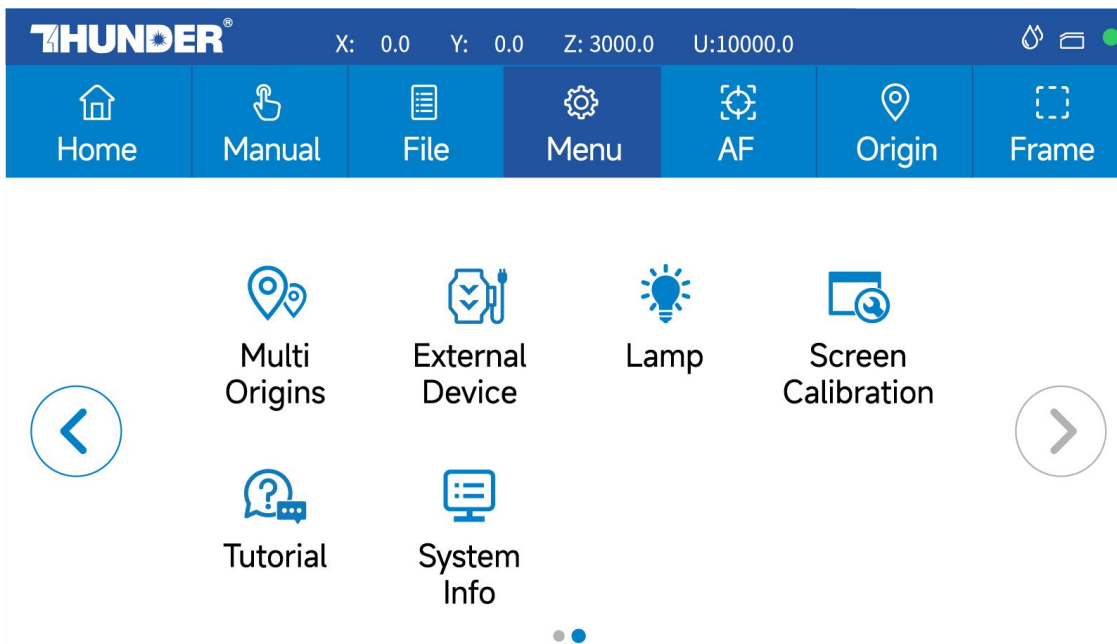 THUNDER® X: 0.0 Y: 0.0 Z: 3000.0 U:10000.0
Home Manual File Menu AF Origin Frame
Multi Origins
External Device
Lamp
Screen Calibration
Tutorial
System Info